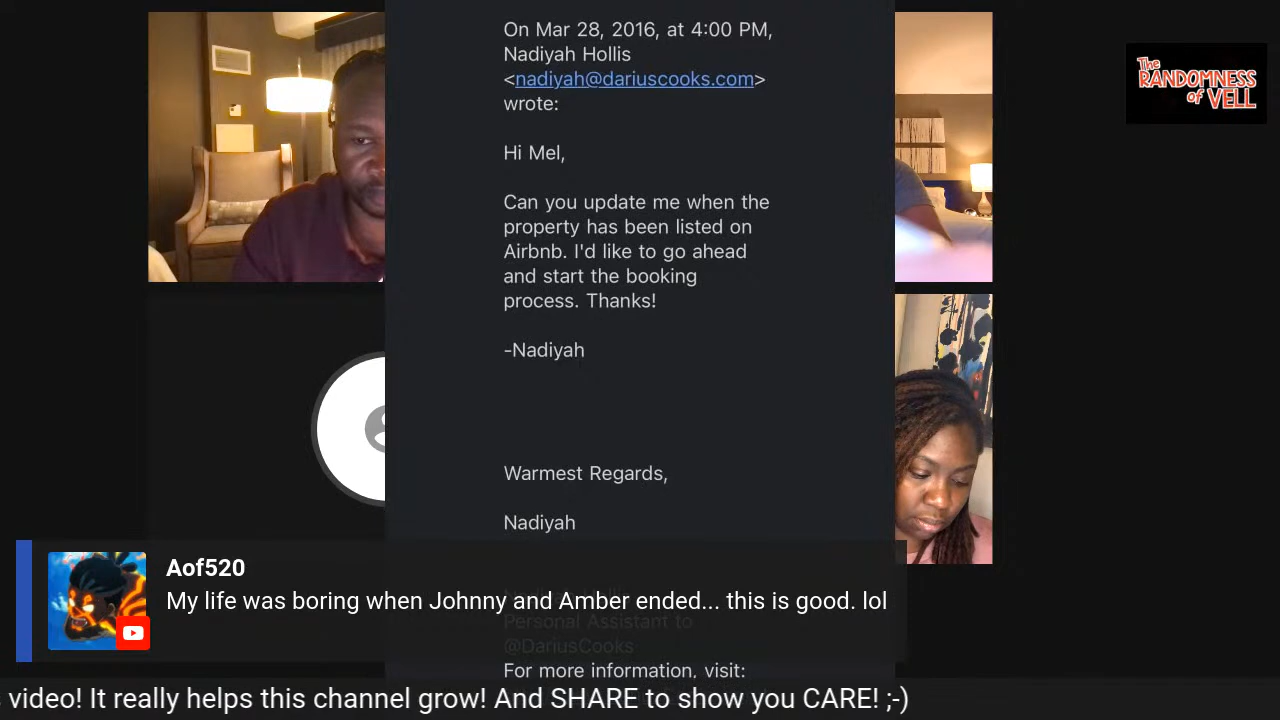 On Mar 28, 2016, at 4:00 PM,
Nadiyah Hollis
<nadiyah@dariuscooks.com>
wrote:
Hi Mel,
Can you update me when the
property has been listed on
Airbnb. I'd like to go ahead
and start the booking
process. Thanks!
-Nadiyah
Warmest Regards,
Nadiyah
Personal Assistant to
@DariusCooks
For more information, visit:
The
RANDOMNESS
of VELL
Aof520
My life was boring when Johnny and Amber ended... this is good. lol
video! It really helps this channel grow! And SHARE to show you CARE! ;-)